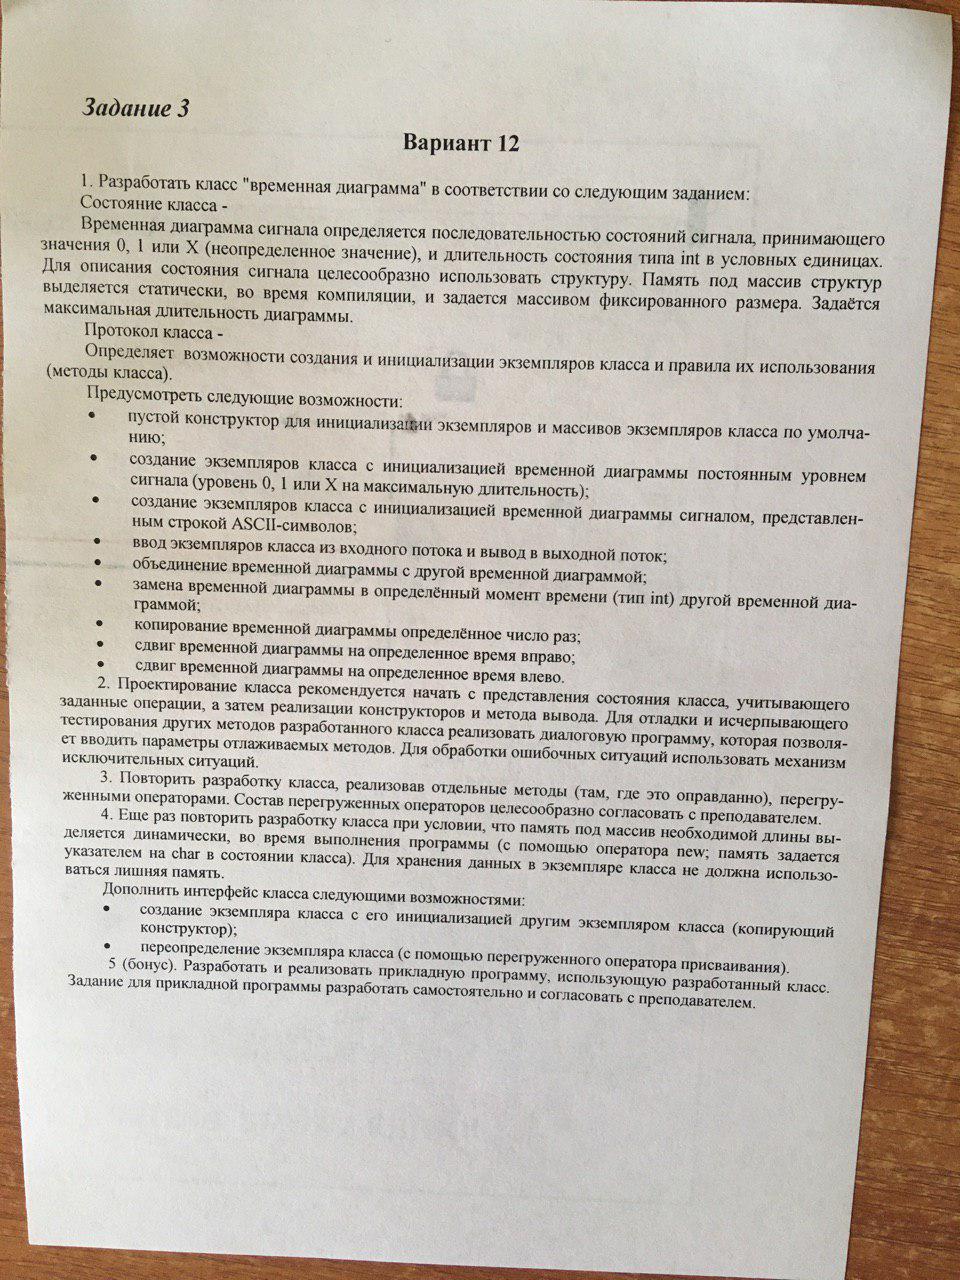 Задание 3
Вариант 12
1. Разработать класс "временная диаграмма" в соответствии со следующим заданием:
Состояние класса -
Временная диаграмма сигнала определяется последовательностью состояний сигнала, принимающего
значения 0, 1 или X (неопределенное значение), и длительность состояния типа int в условных единицах.
Для описания состояния сигнала целесообразно использовать структуру. Память под массив структур
выделяется статически, во время компиляции, и задается массивом фиксированного размера. Задаётся
максимальная длительность диаграммы.
Протокол класса -
Определяет возможности создания и инициализации экземпляров класса и правила их использования
(методы класса).
Предусмотреть следующие возможности:
• пустой конструктор для инициализации экземпляров и массивов экземпляров класса по умолча-
нию;
• создание экземпляров класса с инициализацией временной диаграммы постоянным уровнем
сигнала (уровень 0, 1 или X на максимальную длительность);
• создание экземпляров класса с инициализацией временной диаграммы сигналом, представлен-
ным строкой ASCII-символов;
• ввод экземпляров класса из входного потока и вывод в выходной поток;
• объединение временной диаграммы с другой временной диаграммой;
• замена временной диаграммы в определённый момент времени (тип int) другой временной диа-
граммой;
• копирование временной диаграммы определённое число раз;
• сдвиг временной диаграммы на определенное время вправо;
• сдвиг временной диаграммы на определенное время влево.
2. Проектирование класса рекомендуется начать с представления состояния класса, учитывающего
заданные операции, а затем реализации конструкторов и метода вывода. Для отладки и исчерпывающего
тестирования других методов разработанного класса реализовать диалоговую программу, которая позволя-
ет вводить параметры отлаживаемых методов. Для обработки ошибочных ситуаций использовать механизм
исключительных ситуаций.
3. Повторить разработку класса, реализовав отдельные методы (там, где это оправданно), перегру-
женными операторами. Состав перегруженных операторов целесообразно согласовать с преподавателем.
4. Еще раз повторить разработку класса при условии, что память под массив необходимой длины вы-
деляется динамически, во время выполнения программы (с помощью оператора new; память задается
указателем на char в состоянии класса). Для хранения данных в экземпляре класса не должна использо-
ваться лишняя память.
Дополнить интерфейс класса следующими возможностями:
• создание экземпляра класса с его инициализацией другим экземпляром класса (копирующий
конструктор);
• переопределение экземпляра класса (с помощью перегруженного оператора присваивания).
5 (бонус). Разработать и реализовать прикладную программу, использующую разработанный класс.
Задание для прикладной программы разработать самостоятельно и согласовать с преподавателем.